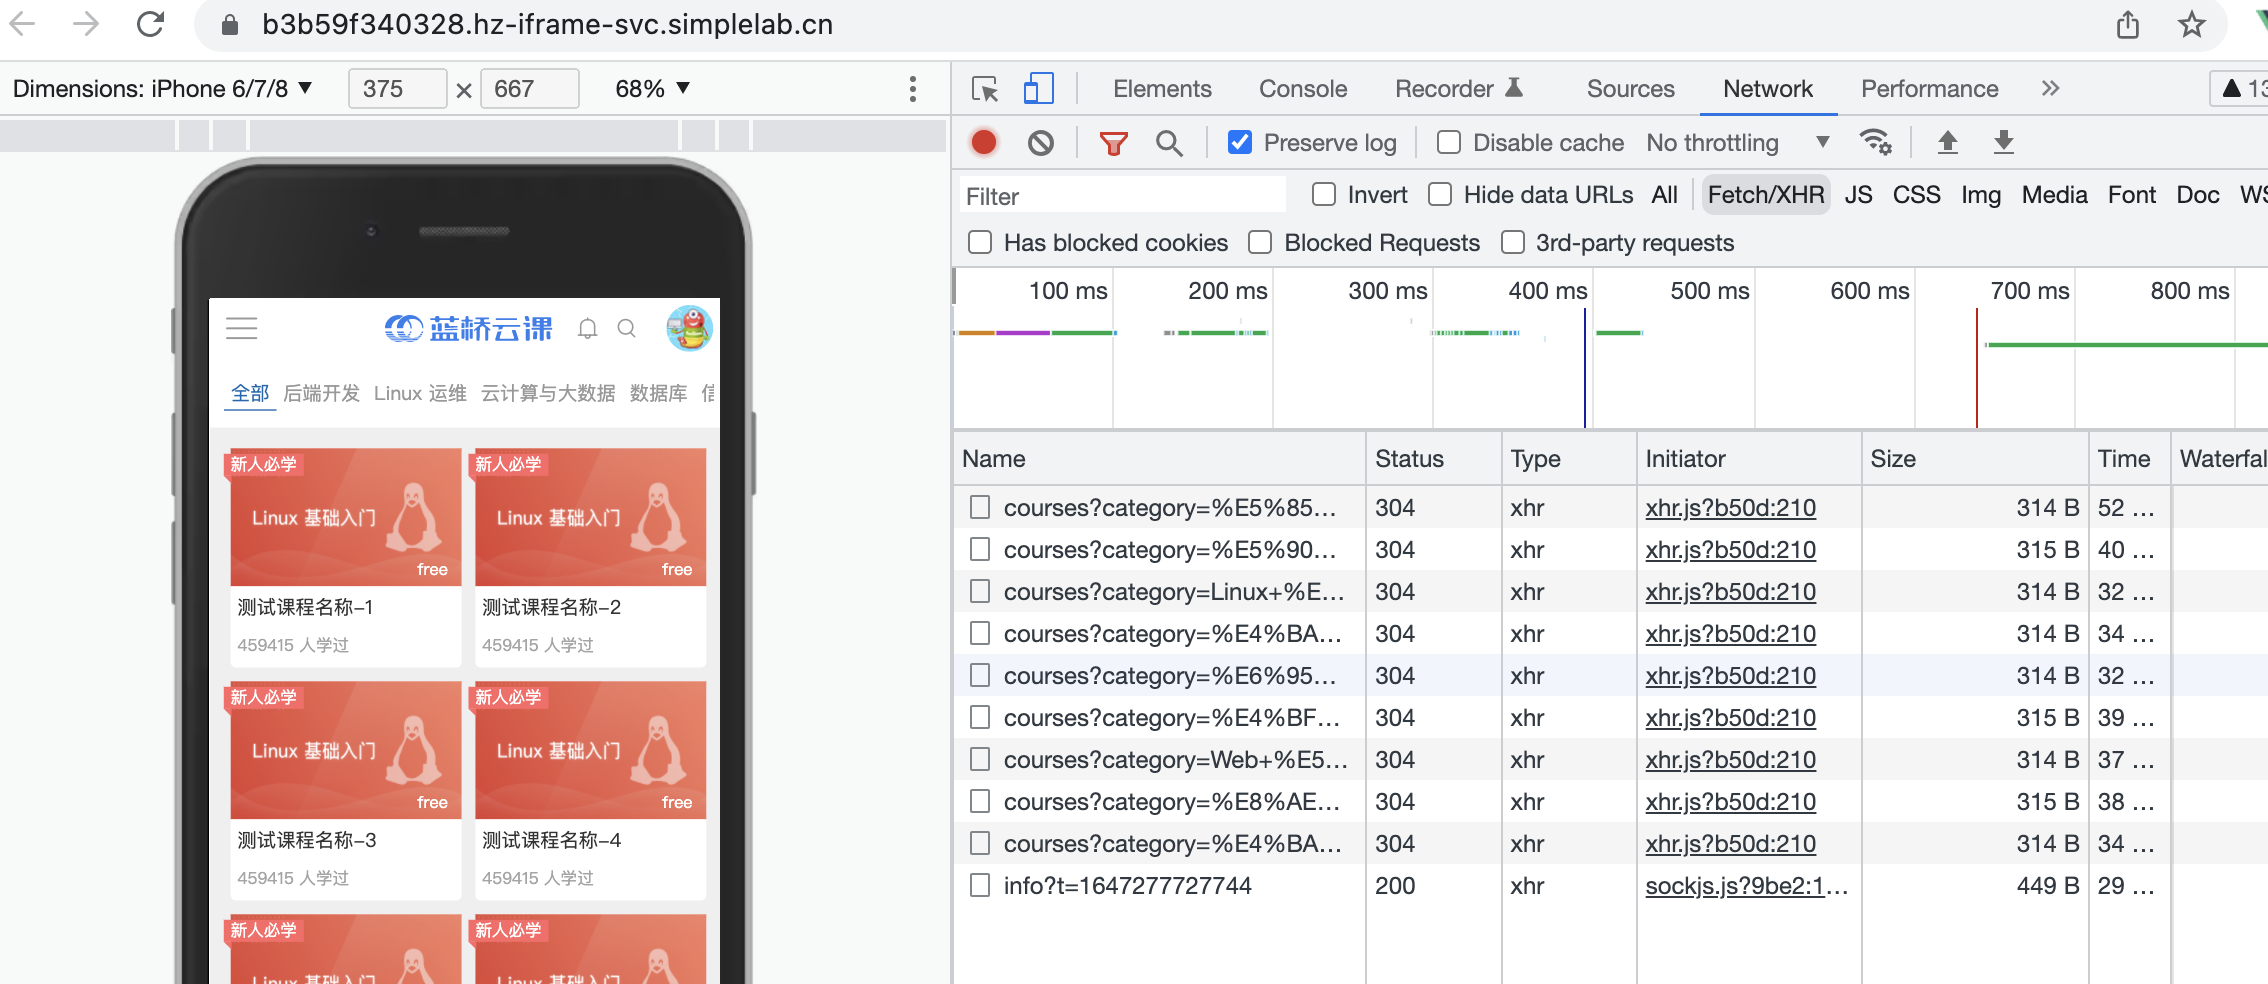 b3b59f340328.hz-iframe-svc.simplelab.cn
Dimensions: iPhone 6/7/8 ▼ 375 × 667 68% ▼
蓝桥云课
全部 后端开发 Linux 运维 云计算与大数据 数据库 信
新人必学 新人必学
Linux 基础入门 Linux 基础入门
free free
测试课程名称-1 测试课程名称-2
459415 人学过 459415 人学过
新人必学 新人必学
Linux 基础入门 Linux 基础入门
free free
测试课程名称-3 测试课程名称-4
459415 人学过 459415 人学过
新人必学 新人必学
Elements Console Recorder Sources Network Performance » 13
Preserve log Disable cache No throttling ▼
Filter Invert Hide data URLs All Fetch/XHR JS CSS Img Media Font Doc WS
Has blocked cookies Blocked Requests 3rd-party requests
100 ms 200 ms 300 ms 400 ms 500 ms 600 ms 700 ms 800 ms
Name Status Type Initiator Size Time Waterfal
courses?category=%E5%85... 304 xhr xhr.js?b50d:210 314 B 52 ...
courses?category=%E5%90... 304 xhr xhr.js?b50d:210 315 B 40 ...
courses?category=Linux+%E... 304 xhr xhr.js?b50d:210 314 B 32 ...
courses?category=%E4%BA... 304 xhr xhr.js?b50d:210 314 B 34 ...
courses?category=%E6%95... 304 xhr xhr.js?b50d:210 314 B 32 ...
courses?category=%E4%BF... 304 xhr xhr.js?b50d:210 315 B 39 ...
courses?category=Web+%E5... 304 xhr xhr.js?b50d:210 314 B 37 ...
courses?category=%E8%AE... 304 xhr xhr.js?b50d:210 315 B 38 ...
courses?category=%E4%BA... 304 xhr xhr.js?b50d:210 314 B 34 ...
info?t=1647277727744 200 xhr sockjs.js?9be2:1... 449 B 29 ...